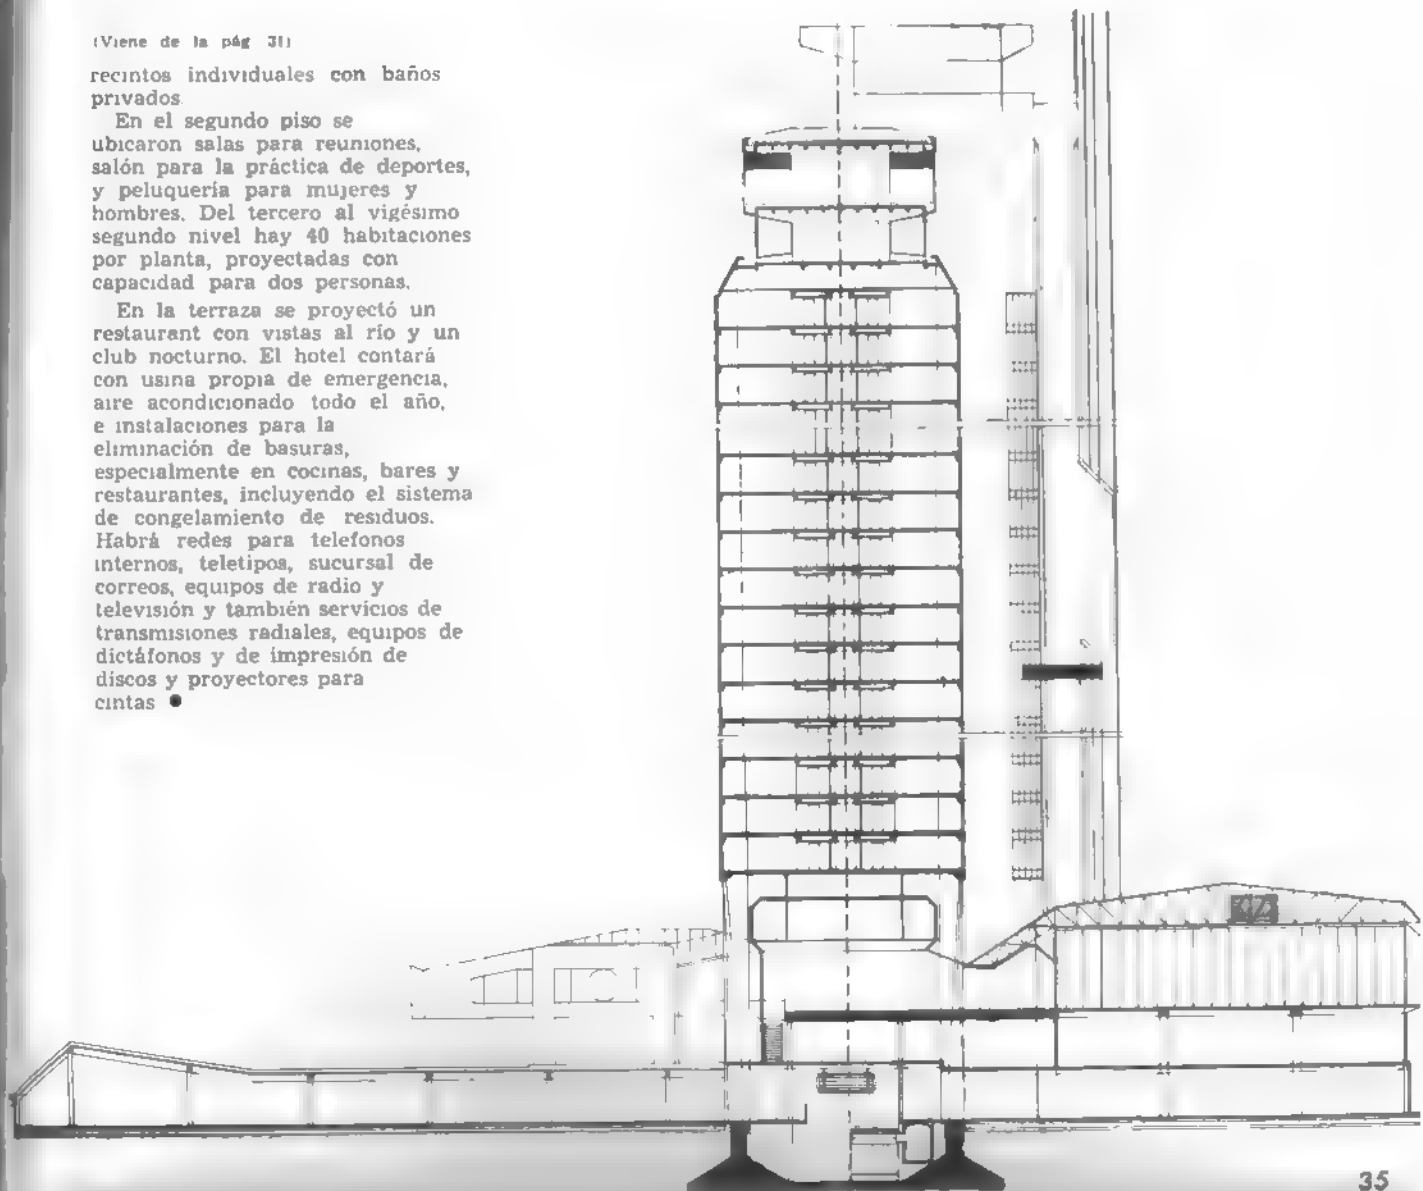 (Viene de la pág 31)
recintos individuales con baños
privados
En el segundo piso se
ubicaron salas para reuniones,
salón para la práctica de deportes,
y peluquería para mujeres y
hombres. Del tercero al vigésimo
segundo nivel hay 40 habitaciones
por planta, proyectadas con
capacidad para dos personas.
En la terraza se proyectó un
restaurant con vistas al río y un
club nocturno. El hotel contará
con usina propia de emergencia,
aire acondicionado todo el año,
e instalaciones para la
eliminación de basuras,
especialmente en cocinas, bares y
restaurantes, incluyendo el sistema
de congelamiento de residuos.
Habrá redes para telefonos
internos, teletipos, sucursal de
correos, equipos de radio y
televisión y también servicios de
transmisiones radiales, equipos de
dictáfonos y de impresión de
discos y proyectores para
cintas ●
35